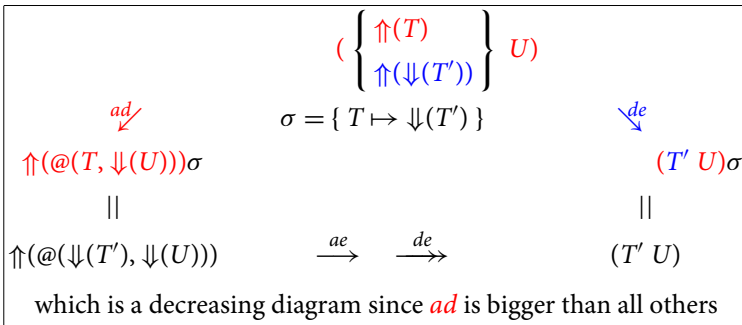 ( { ⇑(T)
⇑(⇓(T′)) } U)
ad ↙ σ = { T ↦ ⇓(T′) } ↘ de
⇑(@(T, ⇓(U)))σ (T′ U)σ
|| ||
⇑(@(⇓(T′), ⇓(U))) ae ⟶ de ↠ (T′ U)
which is a decreasing diagram since ad is bigger than all others